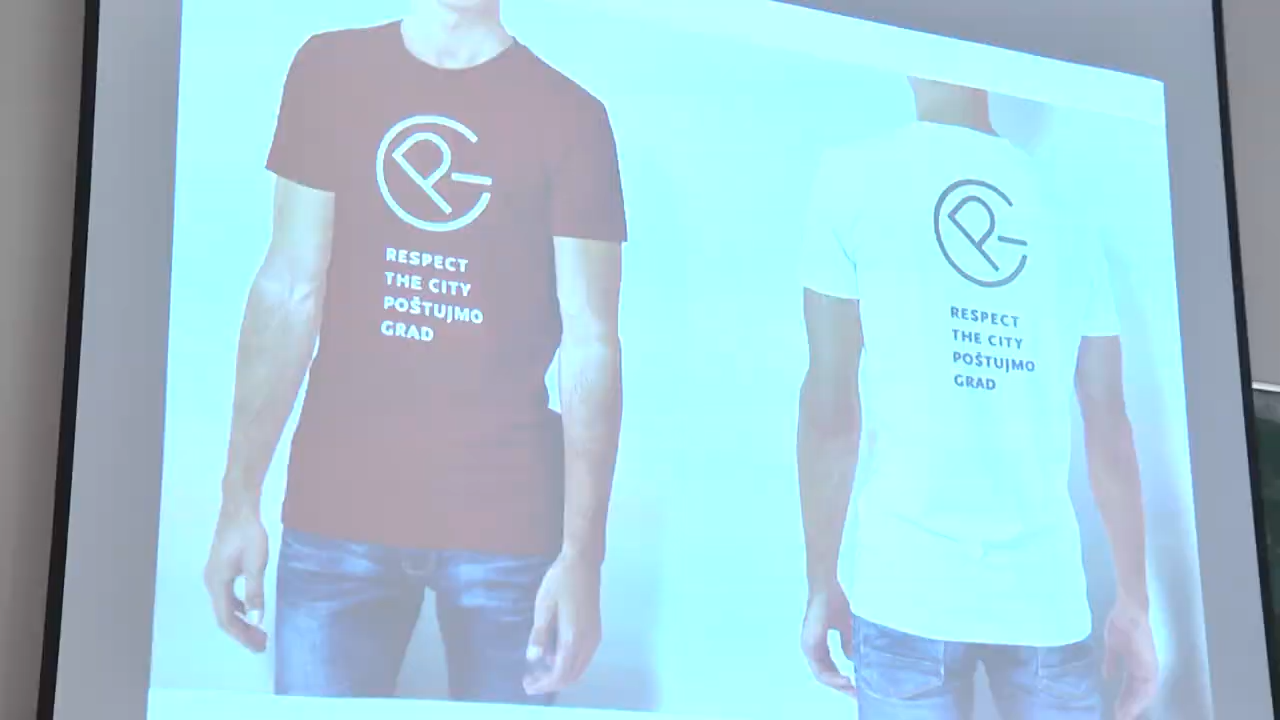 RESPECT
THE CITY
POŠTUJMO
GRAD
RESPECT
THE CITY
POŠTUJMO
GRAD